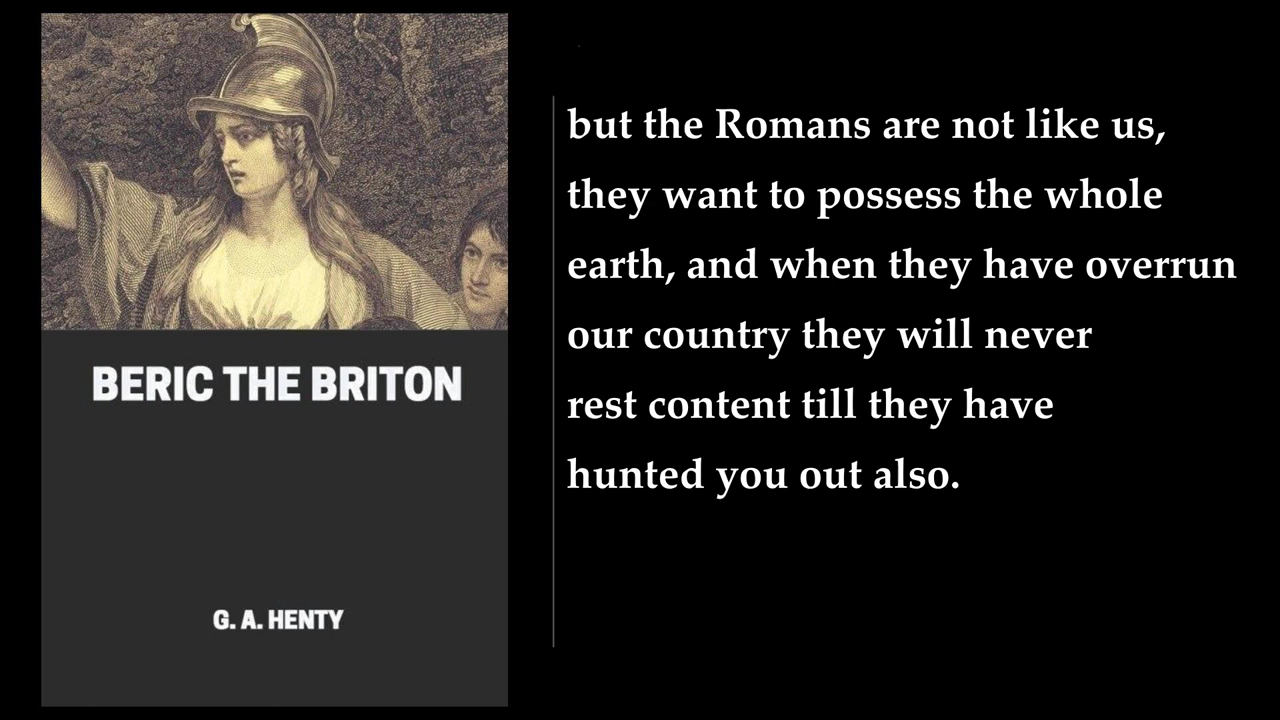 BERIC THE BRITON
G. A. HENTY
but the Romans are not like us,
they want to possess the whole
earth, and when they have overrun
our country they will never
rest content till they have
hunted you out also.